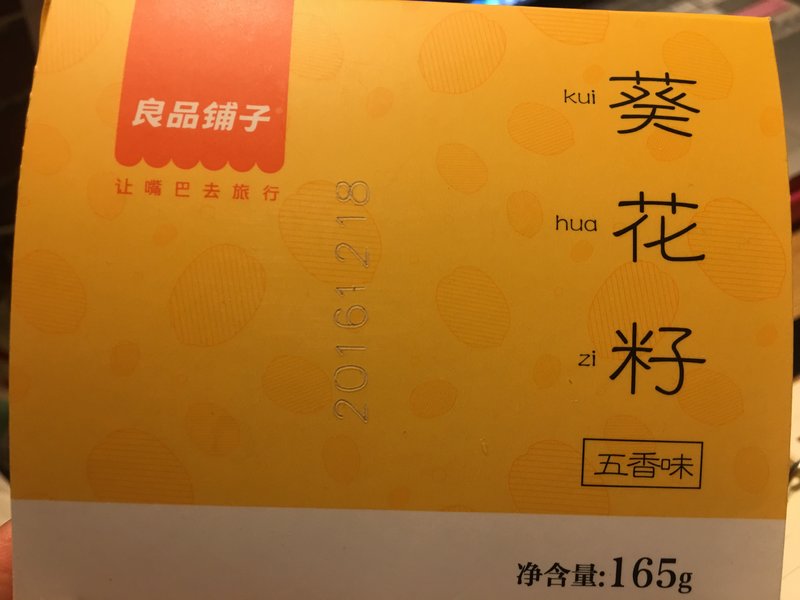 良品铺子
让嘴巴去旅行
20161218
kui 葵
hua 花
zi 籽
五香味
净含量:165g